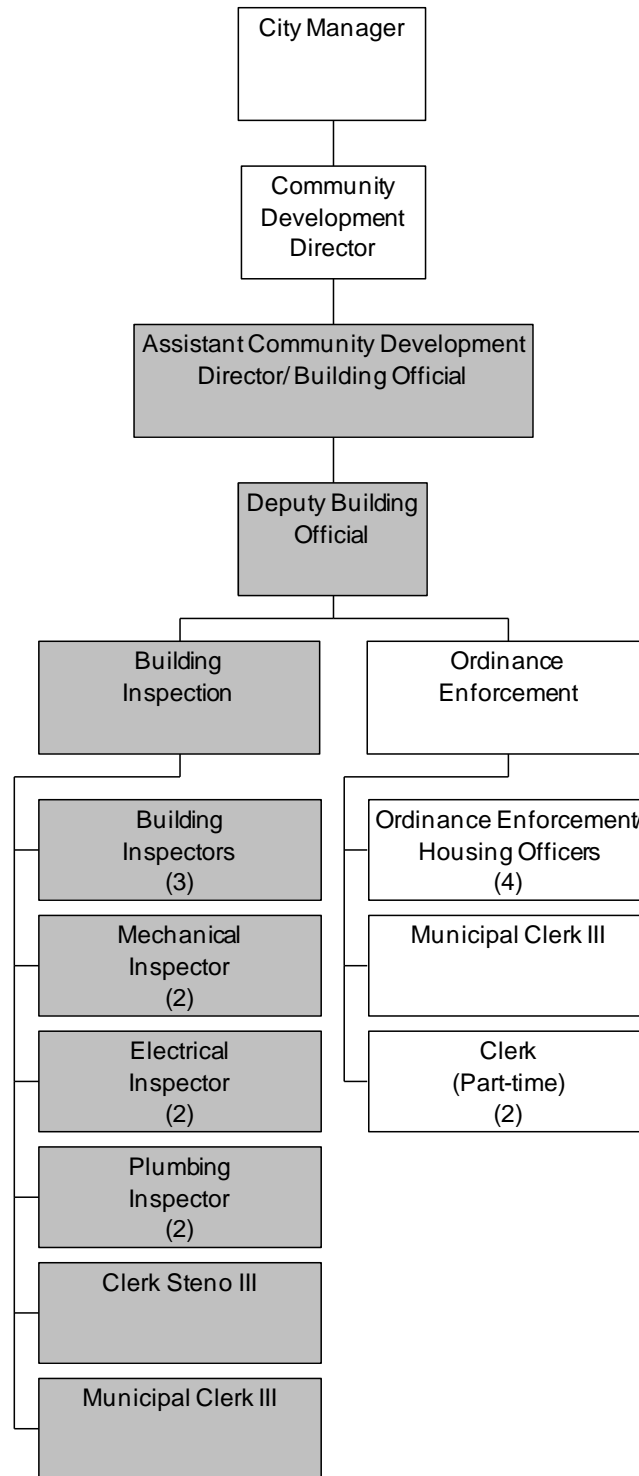 City Manager
Community
Development
Director
Assistant Community Development
Director/ Building Official
Deputy Building
Official
Building
Inspection
Building
Inspectors
(3)
Mechanical
Inspector
(2)
Electrical
Inspector
(2)
Plumbing
Inspector
(2)
Clerk Steno III
Municipal Clerk III
Ordinance
Enforcement
Ordinance Enforcement/
Housing Officers
(4)
Municipal Clerk III
Clerk
(Part-time)
(2)